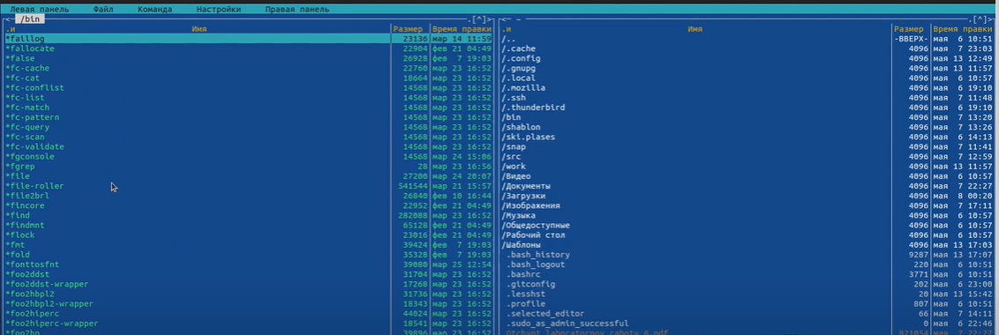 Левая панель Файл Команда Настройки Правая панель
<— /bin .[^]>
.и Имя Размер Время правки
*faillog 23136 мар 14 11:59
*fallocate 22904 фев 21 04:49
*false 26928 фев 7 19:03
*fc-cache 22760 мар 23 16:52
*fc-cat 18664 мар 23 16:52
*fc-conflist 14568 мар 23 16:52
*fc-list 14568 мар 23 16:52
*fc-match 14568 мар 23 16:52
*fc-pattern 14568 мар 23 16:52
*fc-query 14568 мар 23 16:52
*fc-scan 14568 мар 23 16:52
*fc-validate 14568 мар 23 16:52
*fgconsole 14568 мар 24 15:06
*fgrep 28 мар 23 16:56
*file 27200 мар 24 20:07
*file-roller 541544 мар 21 15:57
*file2brl 26840 фев 10 16:44
*fincore 22952 фев 21 04:49
*find 282088 мар 23 16:52
*findmnt 65128 фев 21 04:49
*flock 23016 фев 21 04:49
*fmt 39424 фев 7 19:03
*fold 35328 фев 7 19:03
*fonttosfnt 39080 мар 25 12:54
*foo2ddst 31704 мар 23 16:52
*foo2ddst-wrapper 17268 мар 23 16:52
*foo2hbpl2 31736 мар 23 16:52
*foo2hbpl2-wrapper 18343 мар 23 16:52
*foo2hiperc 44024 мар 23 16:52
*foo2hiperc-wrapper 18541 мар 23 16:52
*foo2hp 39896 мар 23 16:52
<— ~ .[^]>
.и Имя Размер Время правки
/.. -ВВЕРХ- мая 6 10:51
/.cache 4096 мая 7 23:03
/.config 4096 мая 13 12:49
/.gnupg 4096 мая 13 11:57
/.local 4096 мая 6 10:57
/.mozilla 4096 мая 6 19:10
/.ssh 4096 мая 7 11:48
/.thunderbird 4096 мая 6 19:10
/bin 4096 мая 7 13:20
/shablon 4096 мая 7 13:26
/ski.plases 4096 мая 6 14:13
/snap 4096 мая 7 11:41
/src 4096 мая 7 12:59
/work 4096 мая 13 11:57
/Видео 4096 мая 6 10:57
/Документы 4096 мая 7 22:27
/Загрузки 4096 мая 8 00:20
/Изображения 4096 мая 7 17:11
/Музыка 4096 мая 6 10:57
/Общедоступные 4096 мая 6 10:57
/Рабочий стол 4096 мая 6 10:57
/Шаблоны 4096 мая 13 17:03
.bash_history 9287 мая 13 17:07
.bash_logout 220 мая 6 10:51
.bashrc 3771 мая 6 10:51
.gitconfig 202 мая 6 23:00
.lesshst 20 мая 13 15:42
.profile 807 мая 6 10:51
.selected_editor 66 мая 7 14:11
.sudo_as_admin_successful 0 мая 6 22:46
Otchyot_laboratornoy_raboty_6.pdf 821054 мая 7 22:27